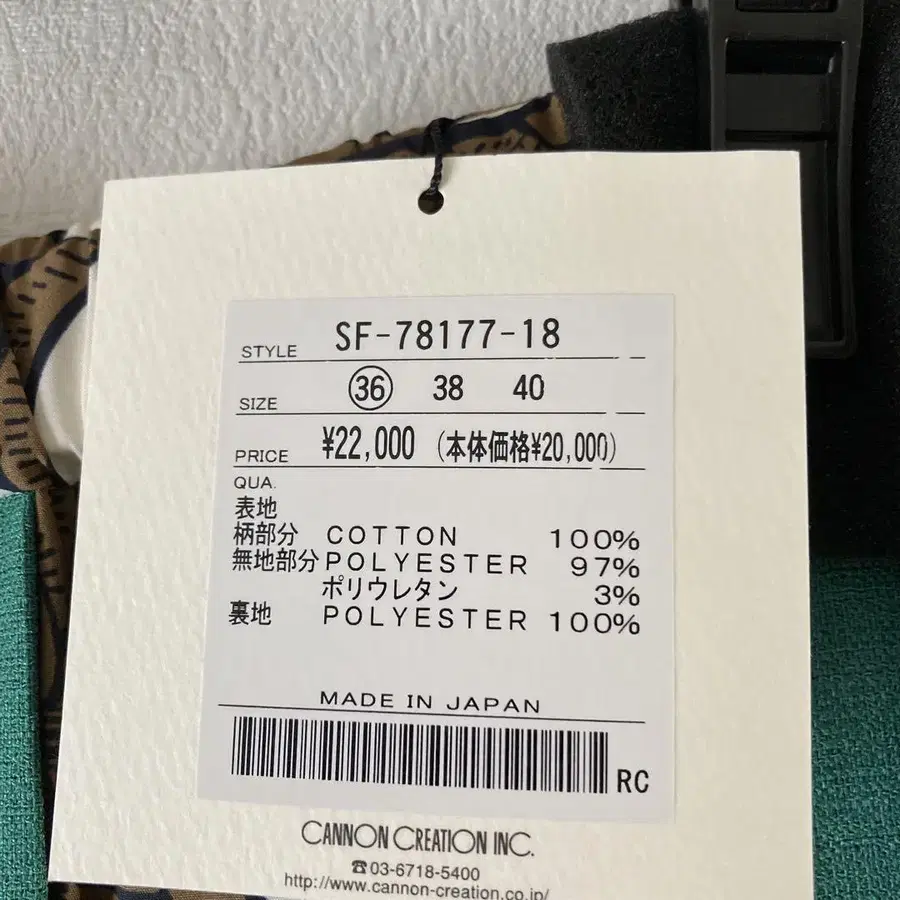 STYLE SF-78177-18
SIZE 36 38 40
PRICE ¥22,000 (本体価格¥20,000)
QUA.
表地
柄部分 COTTON 100%
無地部分 POLYESTER 97%
ポリウレタン 3%
裏地 POLYESTER 100%
MADE IN JAPAN
RC
CANNON CREATION INC.
☎03-6718-5400
http://www.cannon-creation.co.jp/